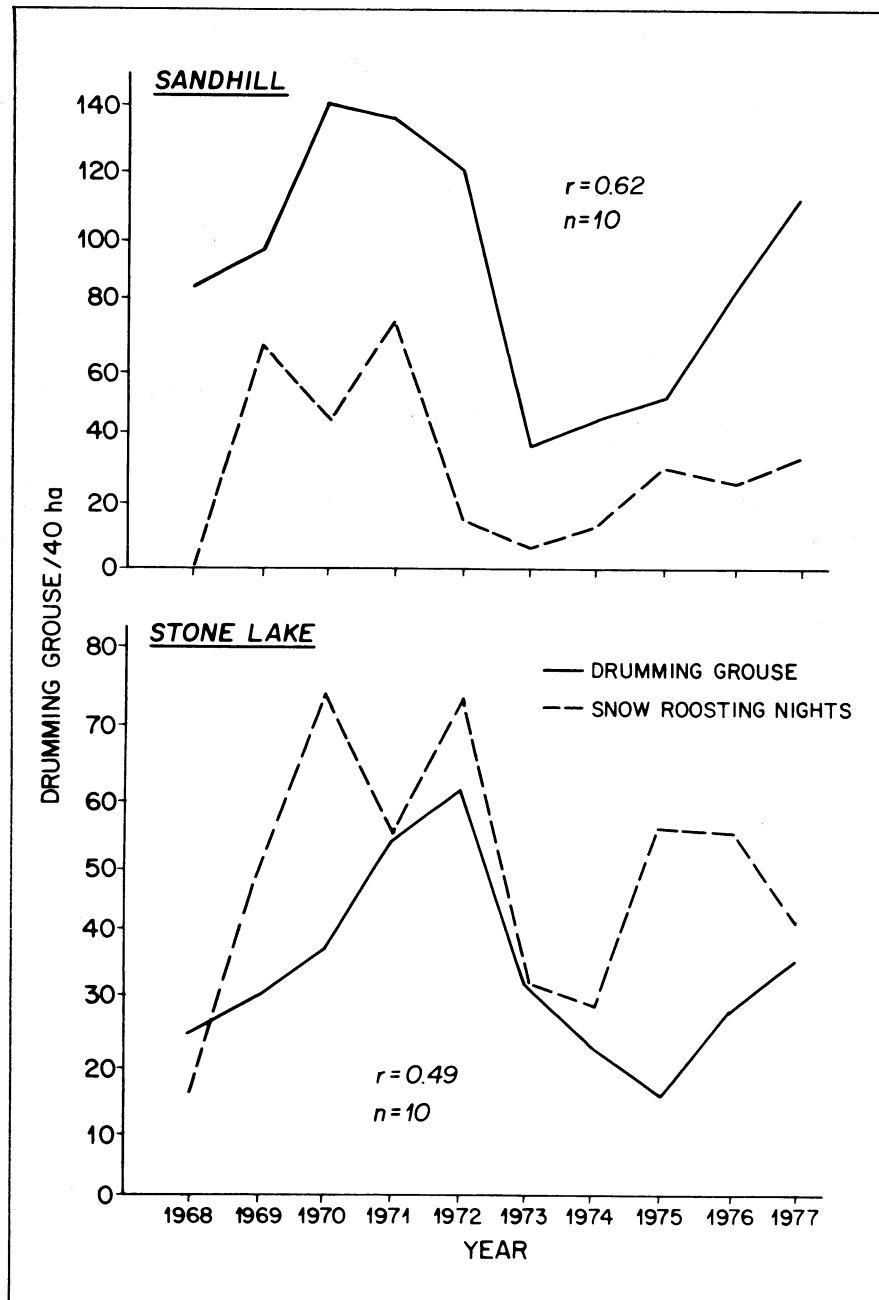 SANDHILL
140
120
100
80
60
40
20
0
r=0.62
n=10
DRUMMING GROUSE/40 ha
STONE LAKE
80
70
60
50
40
30
20
10
0
DRUMMING GROUSE
SNOW ROOSTING NIGHTS
r=0.49
n=10
1968 1969 1970 1971 1972 1973 1974 1975 1976 1977
YEAR